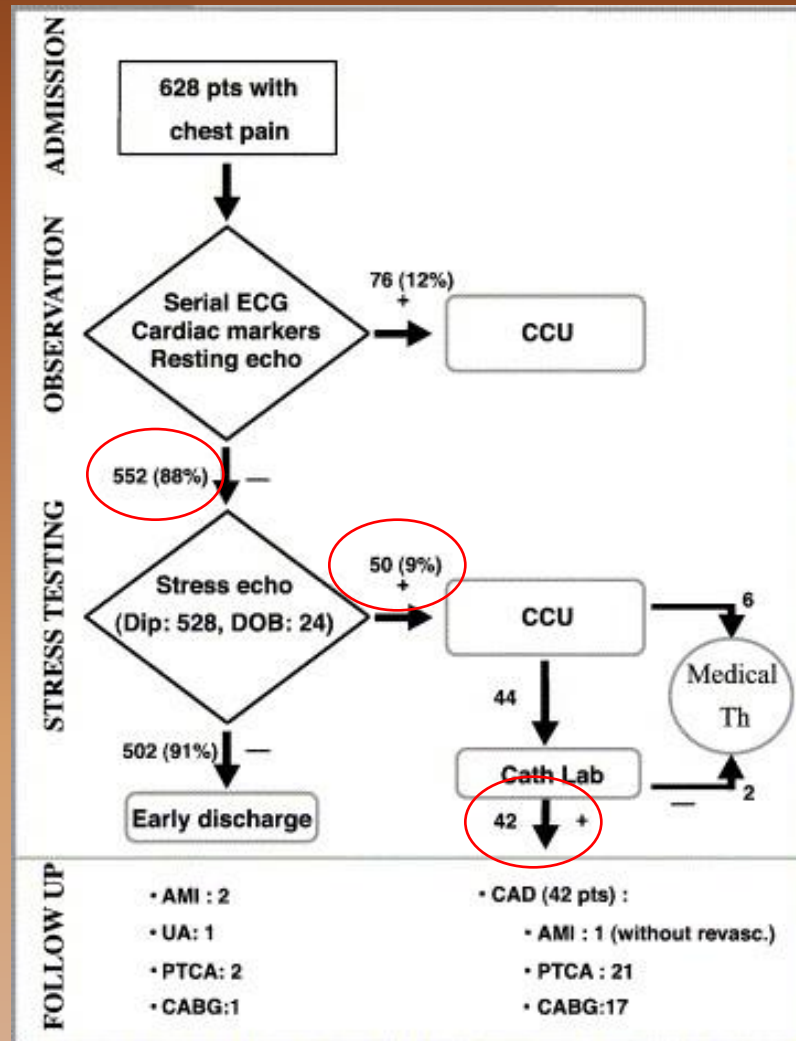 ADMISSION
628 pts with
chest pain
OBSERVATION
Serial ECG
Cardiac markers
Resting echo
76 (12%)
+
CCU
552 (88%) —
STRESS TESTING
Stress echo
(Dip: 528, DOB: 24)
50 (9%)
+
CCU
6
Medical
Th
44
502 (91%) —
Cath Lab
— 2
Early discharge
42 +
FOLLOW UP
• AMI : 2
• UA: 1
• PTCA: 2
• CABG:1
• CAD (42 pts) :
• AMI : 1 (without revasc.)
• PTCA : 21
• CABG:17